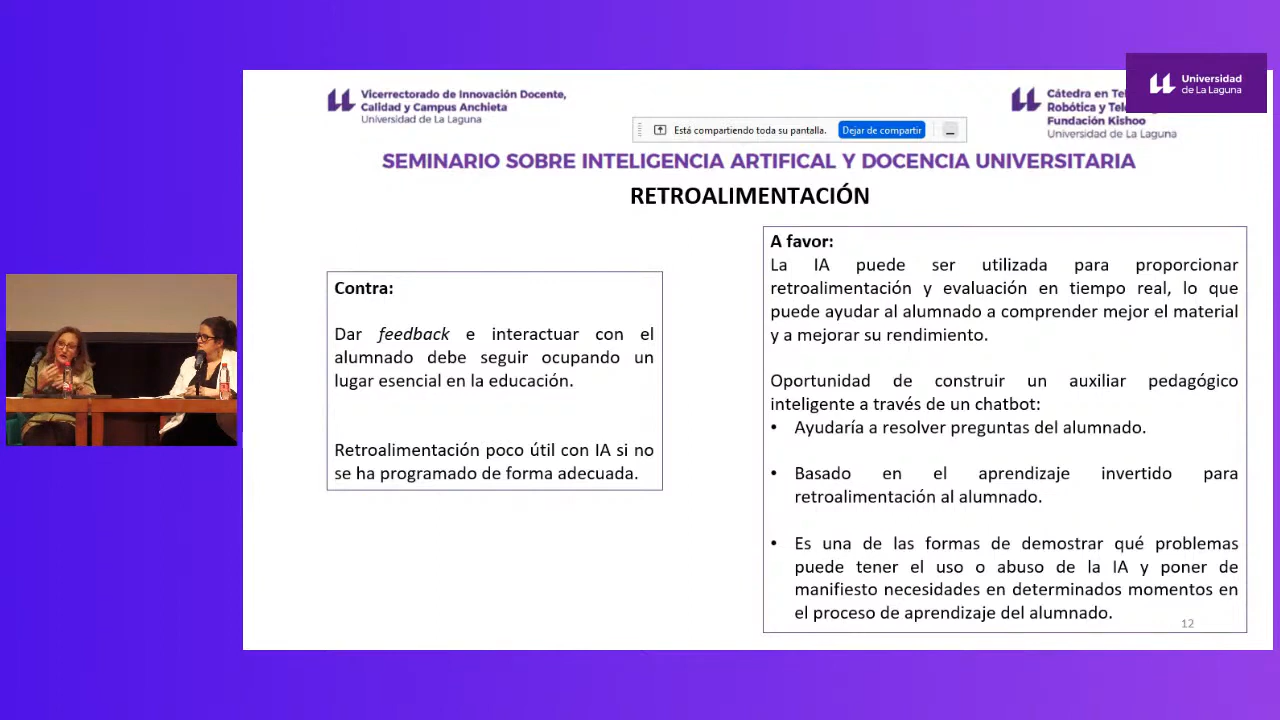 Vicerrectorado de Innovación Docente,
Calidad y Campus Anchieta
Universidad de La Laguna
Cátedra en
Robótica y
Fundación Kishoo
Universidad de La Laguna
Universidad
de La Laguna
Está compartiendo toda su pantalla. Dejar de compartir
SEMINARIO SOBRE INTELIGENCIA ARTIFICAL Y DOCENCIA UNIVERSITARIA
RETROALIMENTACIÓN
Contra:
Dar feedback e interactuar con el
alumnado debe seguir ocupando un
lugar esencial en la educación.
Retroalimentación poco útil con IA si no
se ha programado de forma adecuada.
A favor:
La IA puede ser utilizada para proporcionar
retroalimentación y evaluación en tiempo real, lo que
puede ayudar al alumnado a comprender mejor el material
y a mejorar su rendimiento.
Oportunidad de construir un auxiliar pedagógico
inteligente a través de un chatbot:
• Ayudaría a resolver preguntas del alumnado.
• Basado en el aprendizaje invertido para
retroalimentación al alumnado.
• Es una de las formas de demostrar qué problemas
puede tener el uso o abuso de la IA y poner de
manifiesto necesidades en determinados momentos en
el proceso de aprendizaje del alumnado.
12